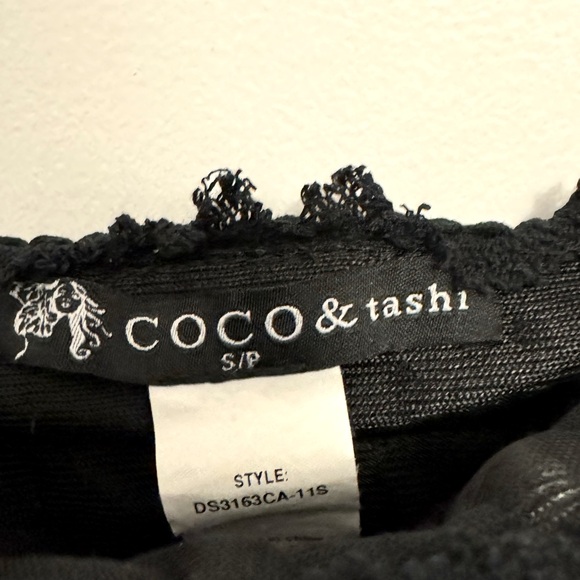 COCO & tashi
S/P
STYLE:
DS3163CA-11S